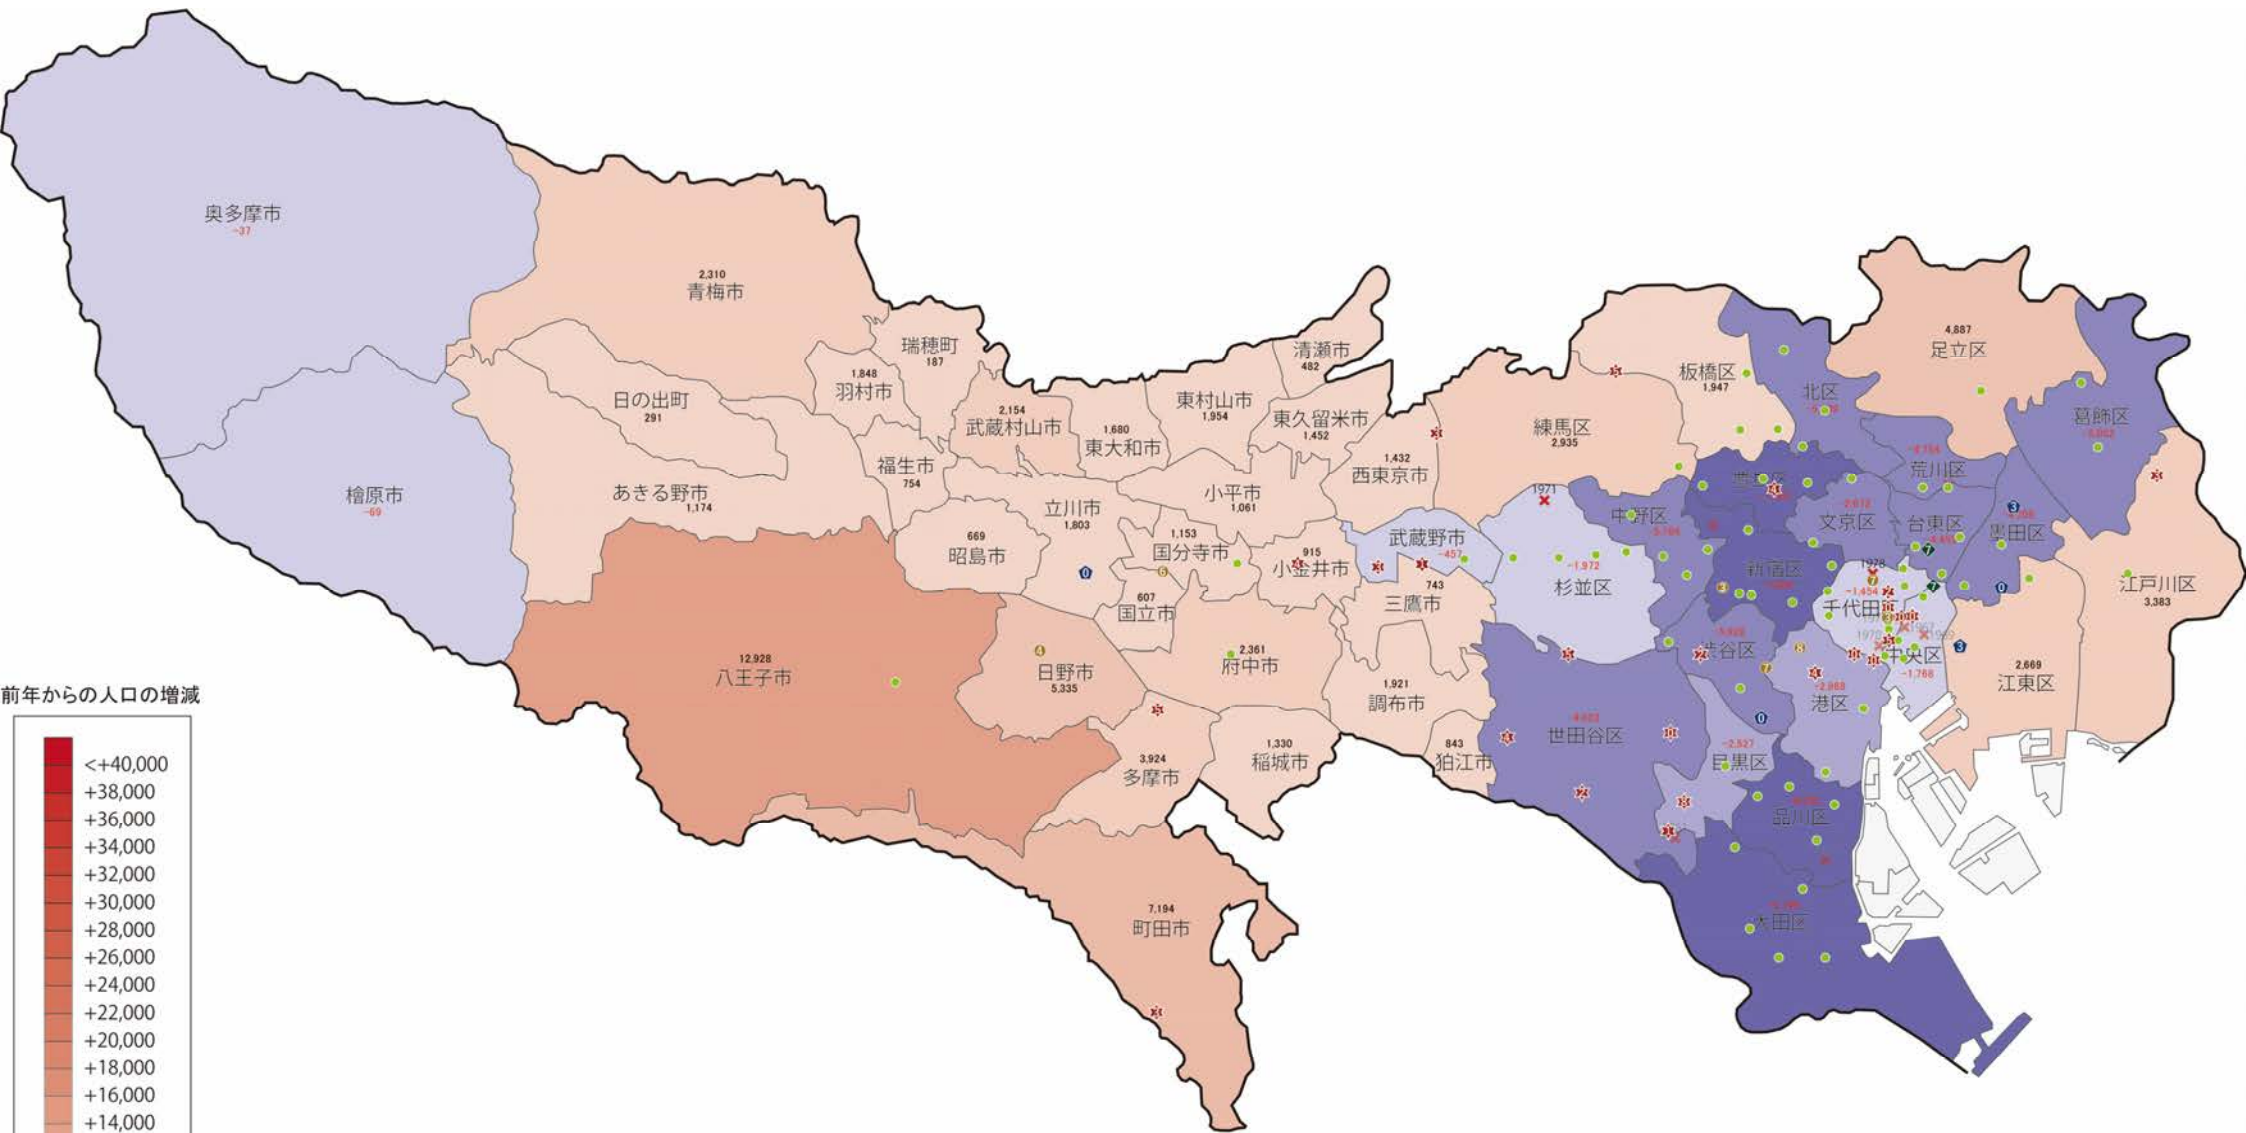 奥多摩市
-37
2,310
青梅市
檜原市
-69
日の出町
291
あきる野市
1,174
瑞穂町
187
1,848
羽村市
福生市
754
2,154
武蔵村山市
1,680
東大和市
東村山市
1,954
清瀬市
482
東久留米市
1,452
1,432
西東京市
小平市
1,061
立川市
1,803
669
昭島市
1,153
国分寺市
915
小金井市
607
国立市
武蔵野市
-457
743
三鷹市
12,928
八王子市
日野市
5,335
2,361
府中市
1,921
調布市
843
狛江市
3,924
多摩市
1,330
稲城市
7,194
町田市
練馬区
2,935
板橋区
1,947
北区
4,887
足立区
葛飾区
荒川区
1971
中野区
文京区
台東区
墨田区
-1,972
杉並区
新宿区
1978
-1,454
千代田区
江戸川区
3,383
渋谷区
中央区
-1,768
港区
2,669
江東区
世田谷区
-2,527
目黒区
品川区
大田区
前年からの人口の増減
<+40,000
+38,000
+36,000
+34,000
+32,000
+30,000
+28,000
+26,000
+24,000
+22,000
+20,000
+18,000
+16,000
+14,000